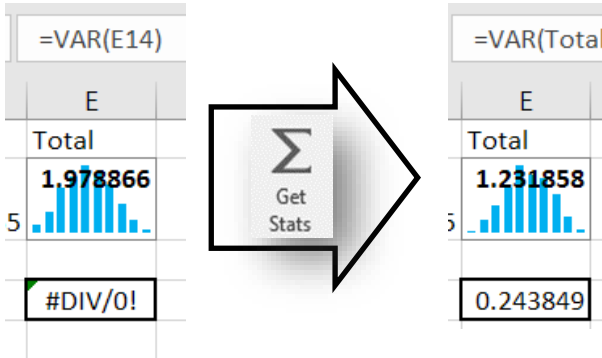 =VAR(E14)
E
Total
1.978866
5
#DIV/0!
Σ
Get
Stats
=VAR(Total
E
Total
1.231858
5
0.243849